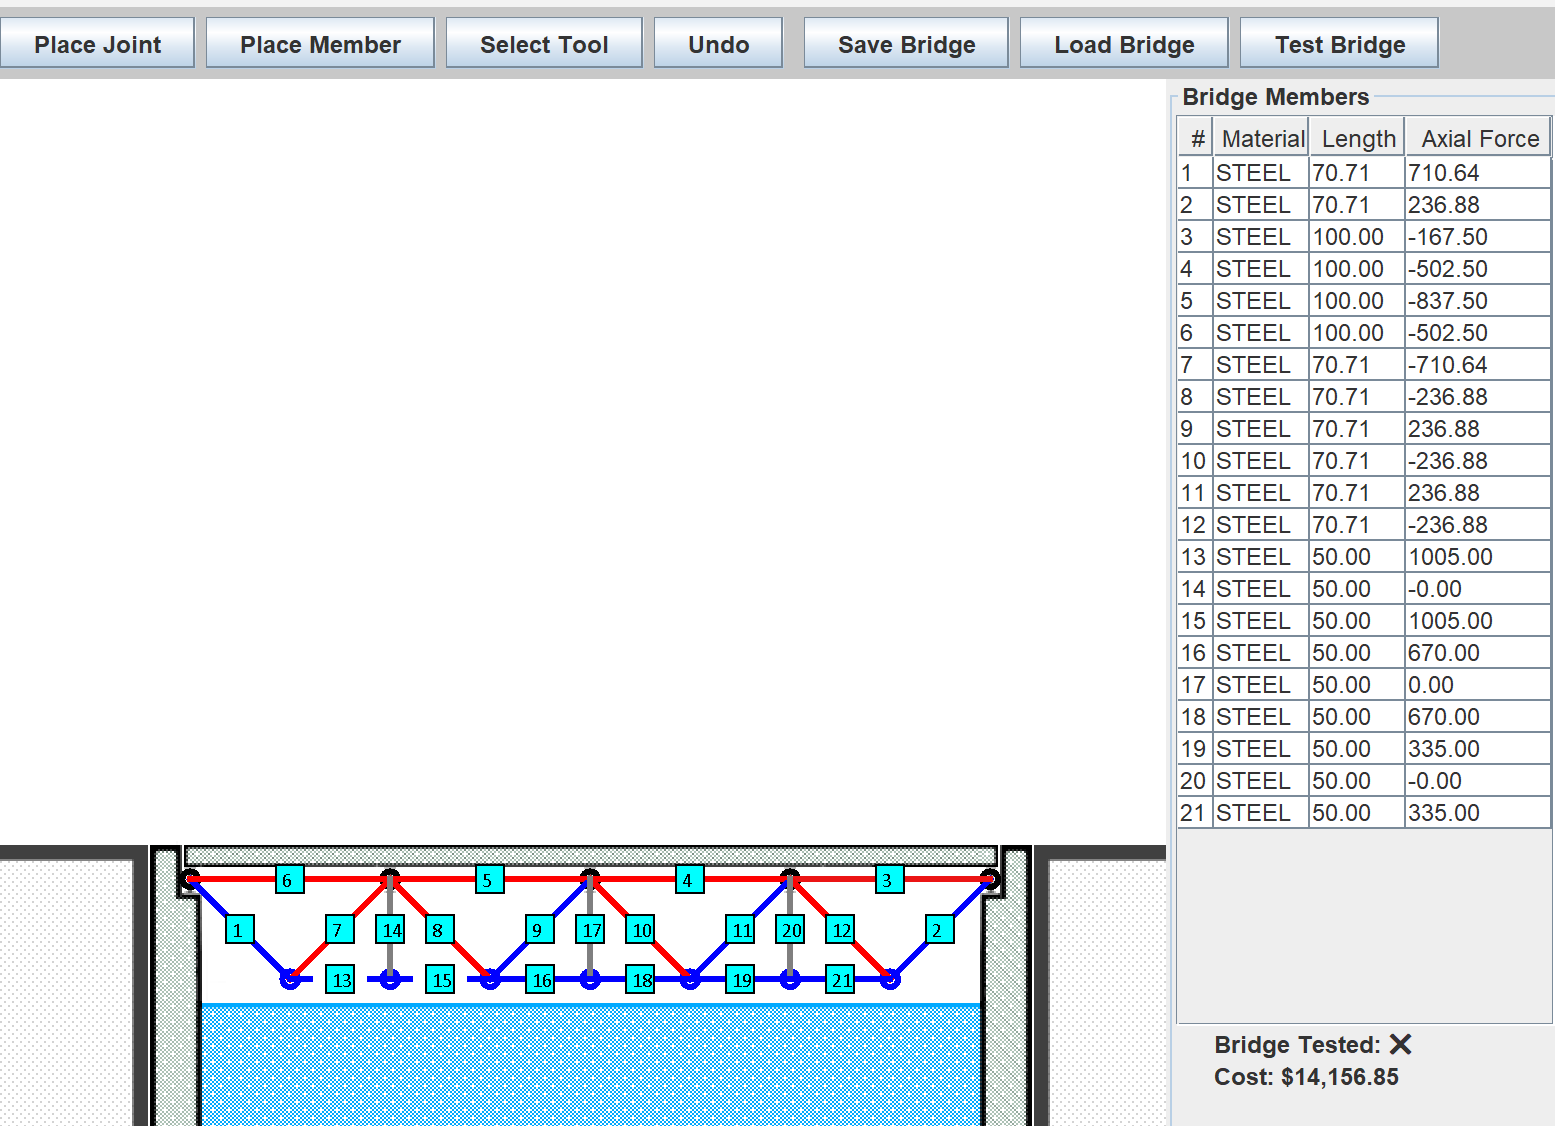 Place Joint Place Member Select Tool Undo Save Bridge Load Bridge Test Bridge
Bridge Members
# Material Length Axial Force
1 STEEL 70.71 710.64
2 STEEL 70.71 236.88
3 STEEL 100.00 -167.50
4 STEEL 100.00 -502.50
5 STEEL 100.00 -837.50
6 STEEL 100.00 -502.50
7 STEEL 70.71 -710.64
8 STEEL 70.71 -236.88
9 STEEL 70.71 236.88
10 STEEL 70.71 -236.88
11 STEEL 70.71 236.88
12 STEEL 70.71 -236.88
13 STEEL 50.00 1005.00
14 STEEL 50.00 -0.00
15 STEEL 50.00 1005.00
16 STEEL 50.00 670.00
17 STEEL 50.00 0.00
18 STEEL 50.00 670.00
19 STEEL 50.00 335.00
20 STEEL 50.00 -0.00
21 STEEL 50.00 335.00
6 5 4 3
1 7 14 8 9 17 10 11 20 12 2
13 15 16 18 19 21
Bridge Tested: ✕
Cost: $14,156.85